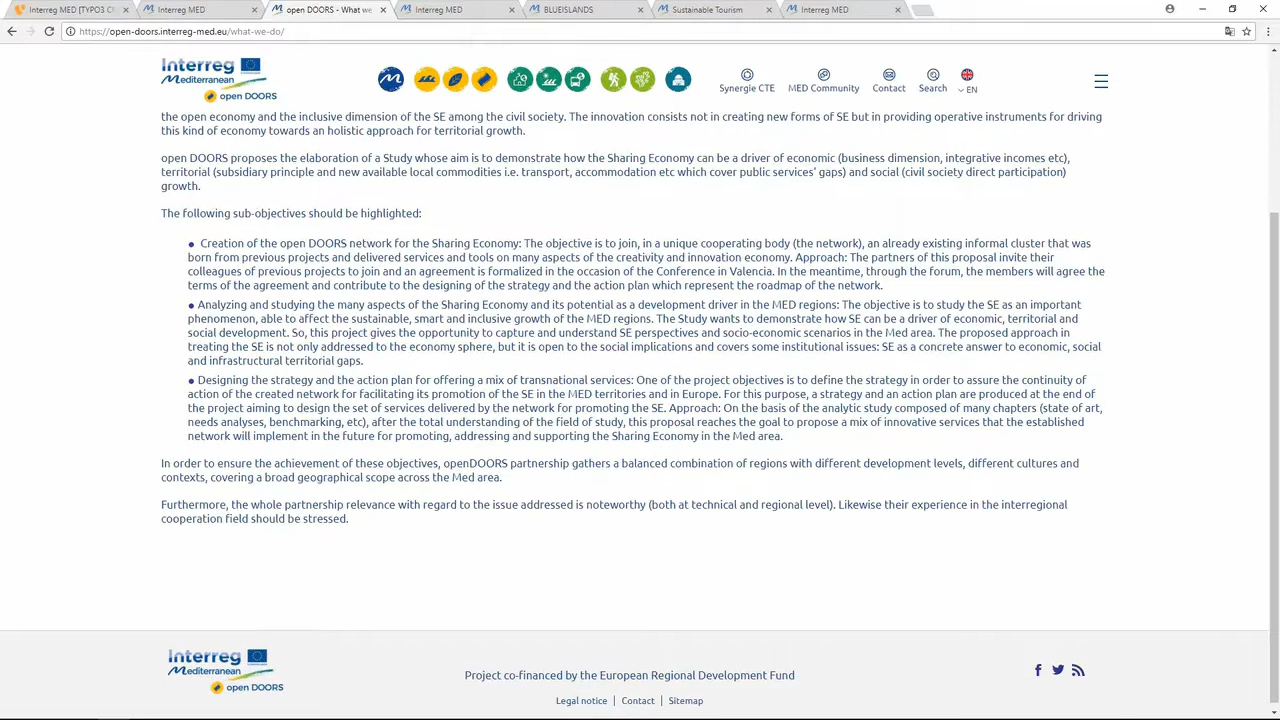 Interreg MED [TYPO3 C
Interreg MED
open DOORS - What we
Interreg MED
BLUEISLANDS
Sustainable Tourism
Interreg MED
https://open-doors.interreg-med.eu/what-we-do/
Interreg
Mediterranean
open DOORS
Synergie CTE
MED Community
Contact
Search
EN
the open economy and the inclusive dimension of the SE among the civil society. The innovation consists not in creating new forms of SE but in providing operative instruments for driving
this kind of economy towards an holistic approach for territorial growth.
open DOORS proposes the elaboration of a Study whose aim is to demonstrate how the Sharing Economy can be a driver of economic (business dimension, integrative incomes etc),
territorial (subsidiary principle and new available local commodities i.e. transport, accommodation etc which cover public services' gaps) and social (civil society direct participation)
growth.
The following sub-objectives should be highlighted:
● Creation of the open DOORS network for the Sharing Economy: The objective is to join, in a unique cooperating body (the network), an already existing informal cluster that was
born from previous projects and delivered services and tools on many aspects of the creativity and innovation economy. Approach: The partners of this proposal invite their
colleagues of previous projects to join and an agreement is formalized in the occasion of the Conference in Valencia. In the meantime, through the forum, the members will agree the
terms of the agreement and contribute to the designing of the strategy and the action plan which represent the roadmap of the network.
● Analyzing and studying the many aspects of the Sharing Economy and its potential as a development driver in the MED regions: The objective is to study the SE as an important
phenomenon, able to affect the sustainable, smart and inclusive growth of the MED regions. The Study wants to demonstrate how SE can be a driver of economic, territorial and
social development. So, this project gives the opportunity to capture and understand SE perspectives and socio-economic scenarios in the Med area. The proposed approach in
treating the SE is not only addressed to the economy sphere, but it is open to the social implications and covers some institutional issues: SE as a concrete answer to economic, social
and infrastructural territorial gaps.
● Designing the strategy and the action plan for offering a mix of transnational services: One of the project objectives is to define the strategy in order to assure the continuity of
action of the created network for facilitating its promotion of the SE in the MED territories and in Europe. For this purpose, a strategy and an action plan are produced at the end of
the project aiming to design the set of services delivered by the network for promoting the SE. Approach: On the basis of the analytic study composed of many chapters (state of art,
needs analyses, benchmarking, etc), after the total understanding of the field of study, this proposal reaches the goal to propose a mix of innovative services that the established
network will implement in the future for promoting, addressing and supporting the Sharing Economy in the Med area.
In order to ensure the achievement of these objectives, openDOORS partnership gathers a balanced combination of regions with different development levels, different cultures and
contexts, covering a broad geographical scope across the Med area.
Furthermore, the whole partnership relevance with regard to the issue addressed is noteworthy (both at technical and regional level). Likewise their experience in the interregional
cooperation field should be stressed.
Interreg
Mediterranean
open DOORS
Project co-financed by the European Regional Development Fund
Legal notice | Contact | Sitemap